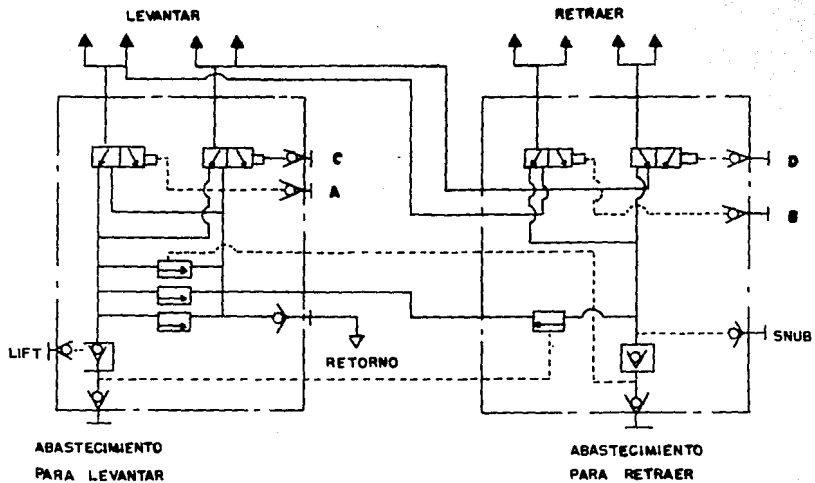 LEVANTAR
RETRAER
C
A
D
B
LIFT
RETORNO
SNUB
ABASTECIMIENTO
PARA LEVANTAR
ABASTECIMIENTO
PARA RETRAER